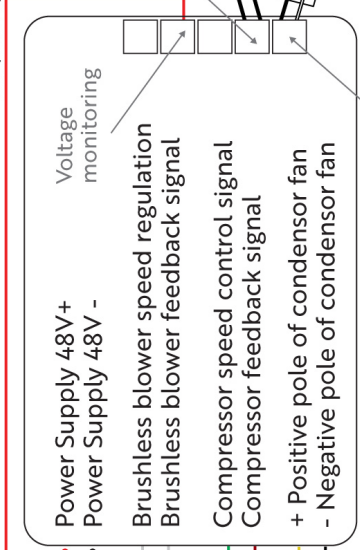 Voltage
monitoring
Power Supply 48V+
Power Supply 48V -
Brushless blower speed regulation
Brushless blower feedback signal
Compressor speed control signal
Compressor feedback signal
+ Positive pole of condensor fan
- Negative pole of condensor fan